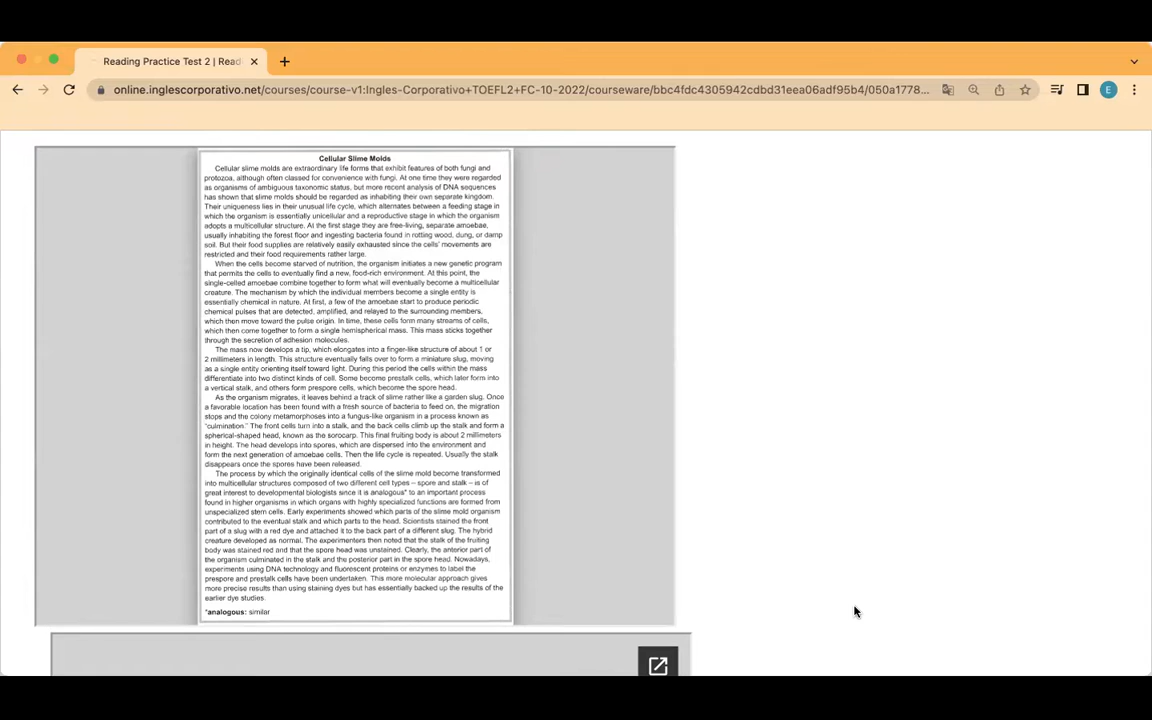 Reading Practice Test 2 | Read
online.inglescorporativo.net/courses/course-v1:Ingles-Corporativo+TOEFL2+FC-10-2022/courseware/bbc4fdc4305942cdbd31eea06adf95b4/050a1778...
E
Cellular Slime Molds
Cellular slime molds are extraordinary life forms that exhibit features of both fungi and
protozoa, although often classed for convenience with fungi. At one time they were regarded
as organisms of ambiguous taxonomic status, but more recent analysis of DNA sequences
has shown that slime molds should be regarded as inhabiting their own separate kingdom.
Their uniqueness lies in their unusual life cycle, which alternates between a feeding stage in
which the organism is essentially unicellular and a reproductive stage in which the organism
adopts a multicellular structure. At the first stage they are free-living, separate amoebae,
usually inhabiting the forest floor and ingesting bacteria found in rotting wood, dung, or damp
soil. But their food supplies are relatively easily exhausted since the cells' movements are
restricted and their food requirements rather large.
When the cells become starved of nutrition, the organism initiates a new genetic program
that permits the cells to eventually find a new, food-rich environment. At this point, the
single-celled amoebae combine together to form what will eventually become a multicellular
creature. The mechanism by which the individual members become a single entity is
essentially chemical in nature. At first, a few of the amoebae start to produce periodic
chemical pulses that are detected, amplified, and relayed to the surrounding members,
which then move toward the pulse origin. In time, these cells form many streams of cells,
which then come together to form a single hemispherical mass. This mass sticks together
through the secretion of adhesion molecules.
The mass now develops a tip, which elongates into a finger-like structure of about 1 or
2 millimeters in length. This structure eventually falls over to form a miniature slug, moving
as a single entity orienting itself toward light. During this period the cells within the mass
differentiate into two distinct kinds of cell. Some become prestalk cells, which later form into
a vertical stalk, and others form prespore cells, which become the spore head.
As the organism migrates, it leaves behind a track of slime rather like a garden slug. Once
a favorable location has been found with a fresh source of bacteria to feed on, the migration
stops and the colony metamorphoses into a fungus-like organism in a process known as
"culmination." The front cells turn into a stalk, and the back cells climb up the stalk and form a
spherical-shaped head, known as the sorocarp. This final fruiting body is about 2 millimeters
in height. The head develops into spores, which are dispersed into the environment and
form the next generation of amoebae cells. Then the life cycle is repeated. Usually the stalk
disappears once the spores have been released.
The process by which the originally identical cells of the slime mold become transformed
into multicellular structures composed of two different cell types – spore and stalk – is of
great interest to developmental biologists since it is analogous* to an important process
found in higher organisms in which organs with highly specialized functions are formed from
unspecialized stem cells. Early experiments showed which parts of the slime mold organism
contributed to the eventual stalk and which parts to the head. Scientists stained the front
part of a slug with a red dye and attached it to the back part of a different slug. The hybrid
creature developed as normal. The experimenters then noted that the stalk of the fruiting
body was stained red and that the spore head was unstained. Clearly, the anterior part of
the organism culminated in the stalk and the posterior part in the spore head. Nowadays,
experiments using DNA technology and fluorescent proteins or enzymes to label the
prespore and prestalk cells have been undertaken. This more molecular approach gives
more precise results than using staining dyes but has essentially backed up the results of the
earlier dye studies.
*analogous: similar